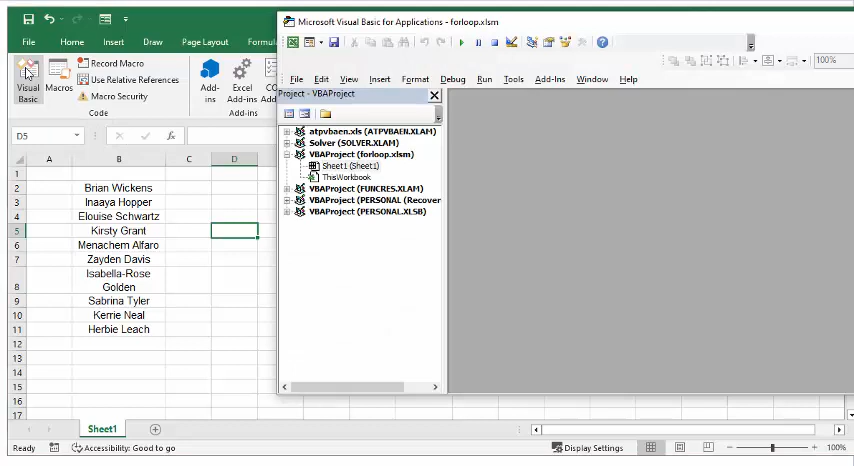 Microsoft Visual Basic for Applications - forloop.xlsm
File Home Insert Draw Page Layout Formula
Visual Basic
Macros
Record Macro
Use Relative References
Macro Security
Code
Add-ins
Excel Add-ins
Add-ins
D5
fx
A B C D
1
2 Brian Wickens
3 Inaaya Hopper
4 Elouise Schwartz
5 Kirsty Grant
6 Menachem Alfaro
7 Zayden Davis
8 Isabella-Rose
Golden
9 Sabrina Tyler
10 Kerrie Neal
11 Herbie Leach
12
13
14
15
16
17
Sheet1
Ready Accessibility: Good to go Display Settings 100%
100%
File Edit View Insert Format Debug Run Tools Add-Ins Window Help
Project - VBAProject
atpvbaen.xls (ATPVBAEN.XLAM)
Solver (SOLVER.XLAM)
VBAProject (forloop.xlsm)
Sheet1 (Sheet1)
ThisWorkbook
VBAProject (FUNCRES.XLAM)
VBAProject (PERSONAL (Recover
VBAProject (PERSONAL.XLSB)